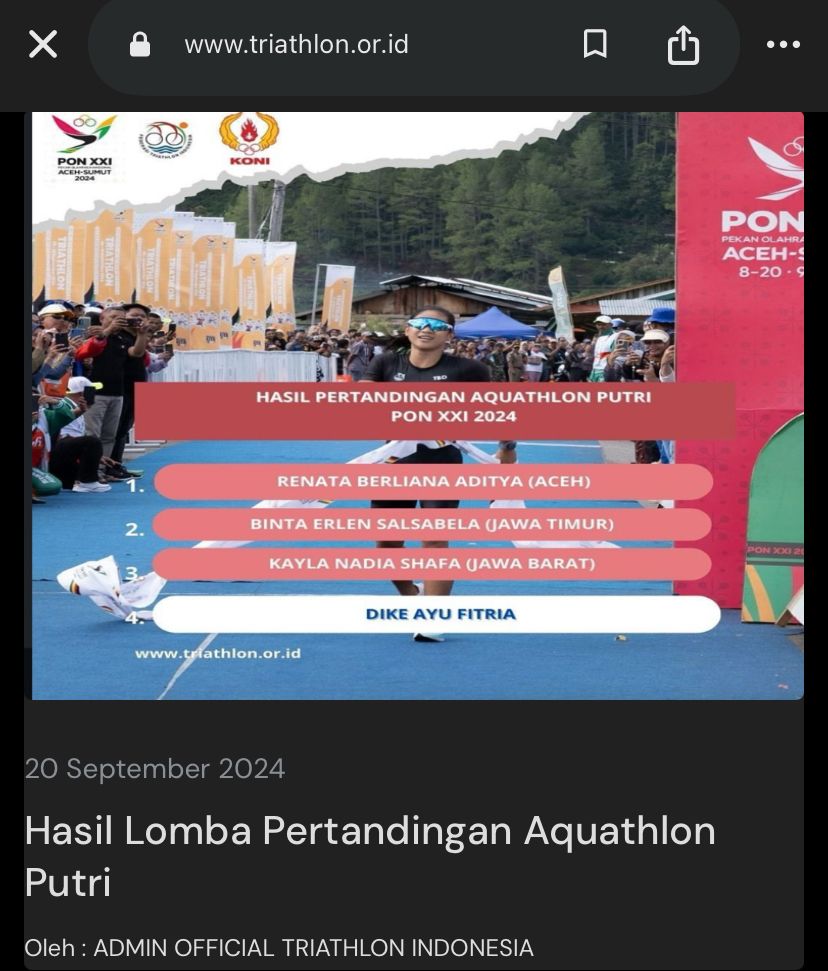 www.triathlon.or.id
PON XXI
ACEH-SUMUT
2024
KONI
PON
PEKAN OLAHRA
ACEH-S
8-20 · 9
TRIATHLON
TRIATHLON
TRIATHLON
HASIL PERTANDINGAN AQUATHLON PUTRI
PON XXI 2024
1. RENATA BERLIANA ADITYA (ACEH)
2. BINTA ERLEN SALSABELA (JAWA TIMUR)
3. KAYLA NADIA SHAFA (JAWA BARAT)
4. DIKE AYU FITRIA
PON XXI 20
www.triathlon.or.id
20 September 2024
Hasil Lomba Pertandingan Aquathlon
Putri
Oleh : ADMIN OFFICIAL TRIATHLON INDONESIA